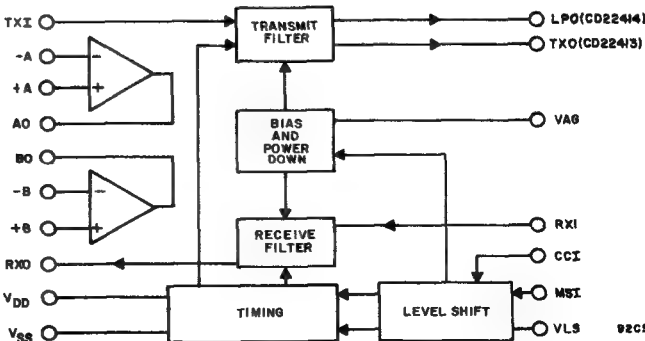 TXI
-A
+A
AO
BO
-B
+B
RXO
VDD
VSS
-
+
-
+
TRANSMIT
FILTER
BIAS
AND
POWER
DOWN
RECEIVE
FILTER
TIMING
LEVEL SHIFT
LPO(CD22414)
TXO(CD22413)
VAG
RXI
CCI
MSI
VLS
92CS